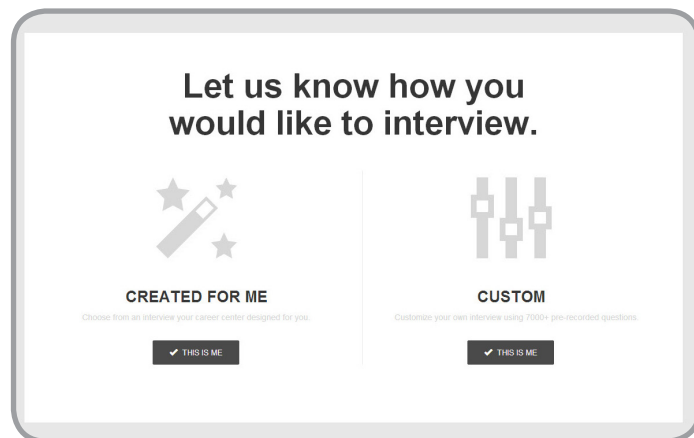 Let us know how you
would like to interview.
CREATED FOR ME
Choose from an interview your career center designed for you.
THIS IS ME
CUSTOM
Customize your own interview using 7000+ pre-recorded questions.
THIS IS ME